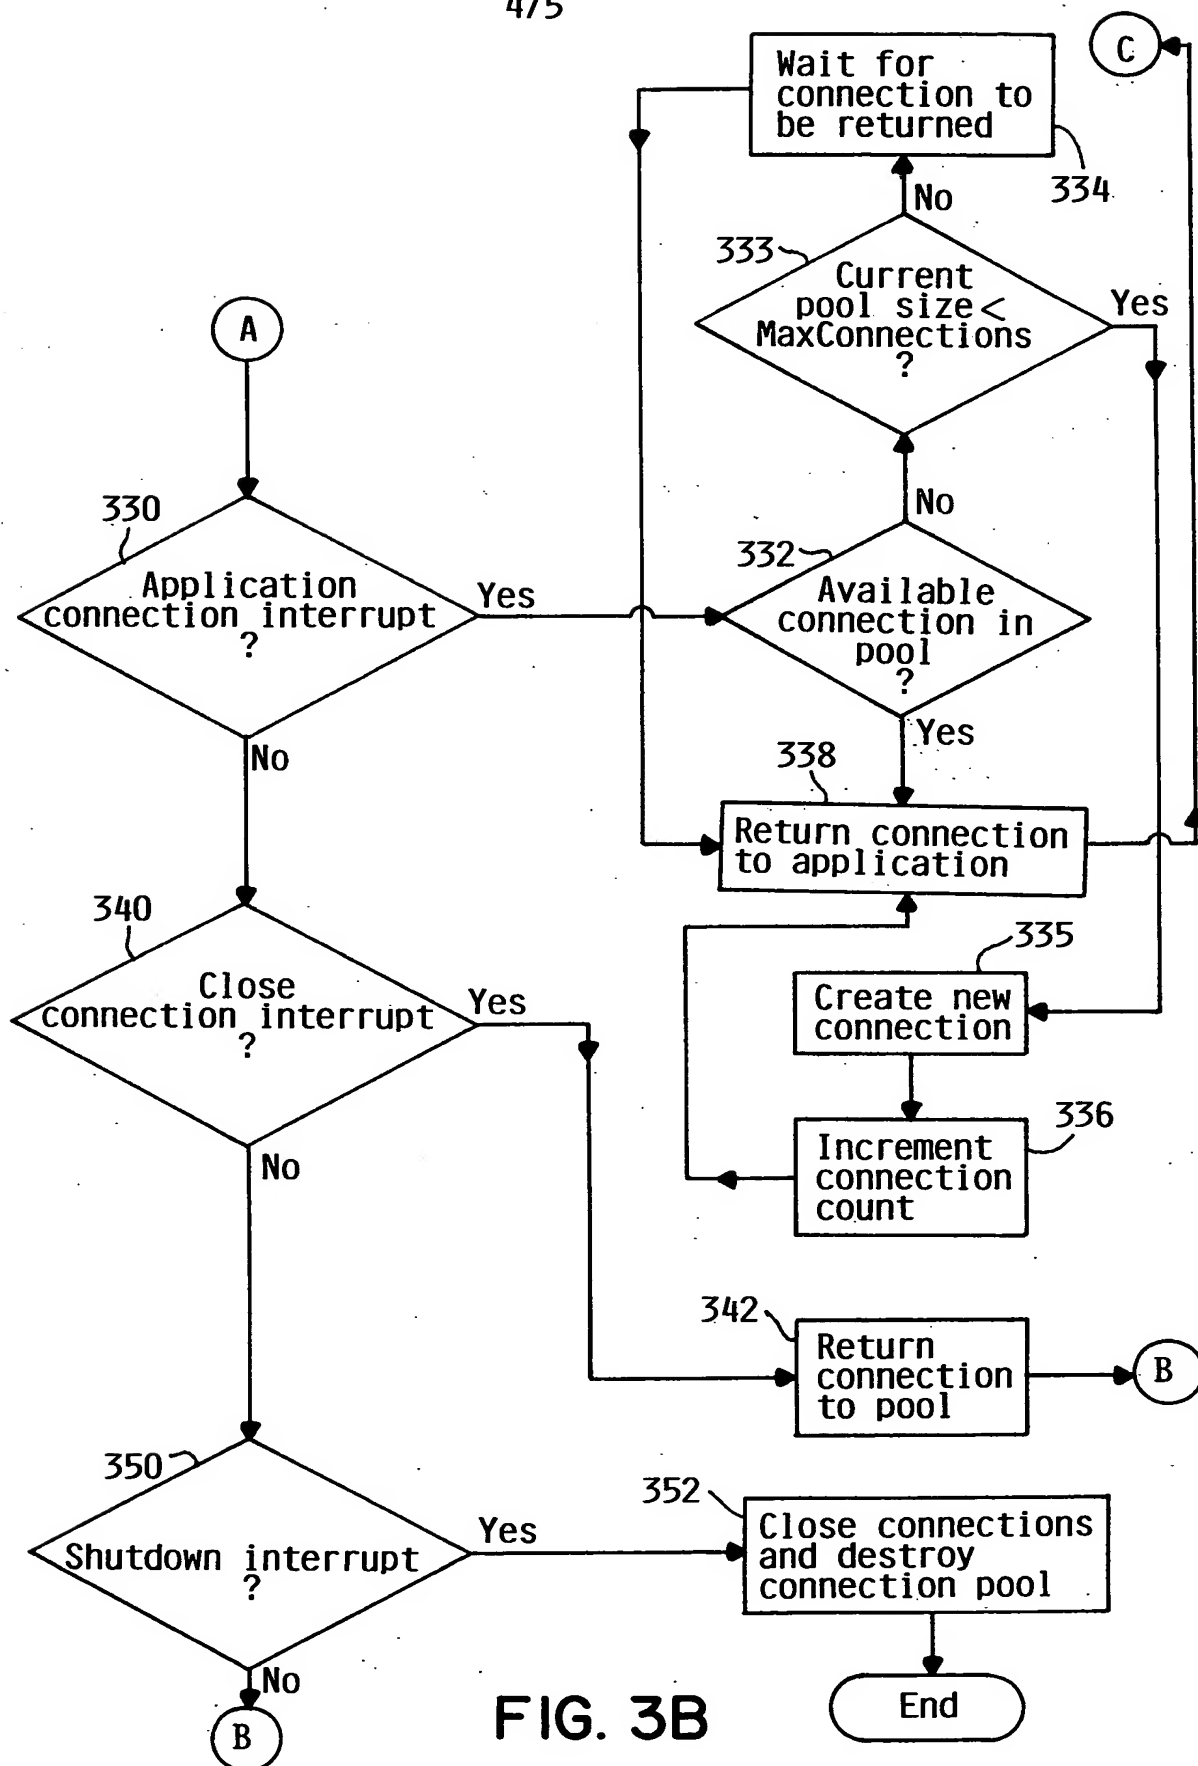 4/5
Wait for
connection to
be returned
334
C
No
333
Current
pool size <
MaxConnections
?
Yes
A
No
330
Application
connection interrupt
?
Yes
332
Available
connection in
pool
?
Yes
No
338
Return connection
to application
340
Close
connection interrupt
?
Yes
335
Create new
connection
336
Increment
connection
count
No
342
Return
connection
to pool
B
350
Shutdown interrupt
?
Yes
352
Close connections
and destroy
connection pool
No
B
End
FIG. 3B